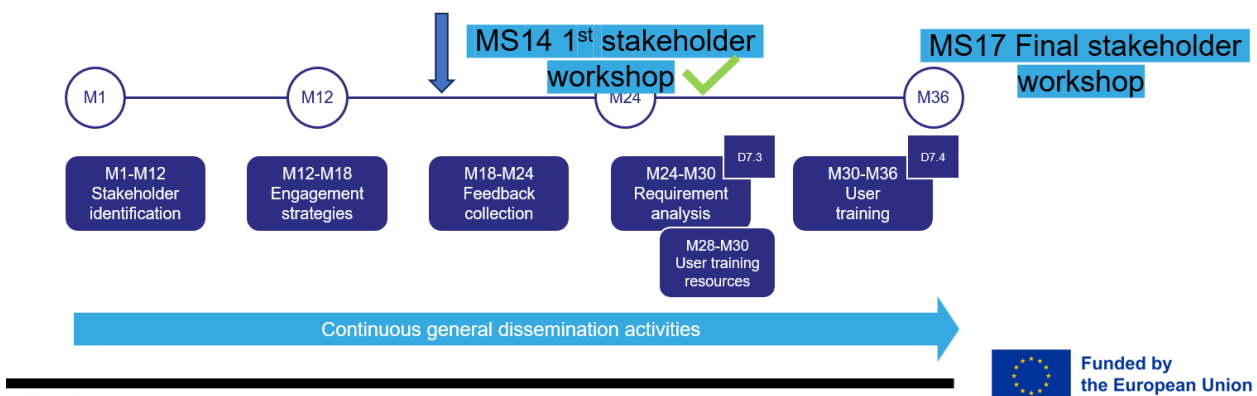 MS14 1st stakeholder
workshop
MS17 Final stakeholder
workshop
M1
M12
M24
M36
M1-M12
Stakeholder
identification
M12-M18
Engagement
strategies
M18-M24
Feedback
collection
D7.3
M24-M30
Requirement
analysis
D7.4
M30-M36
User
training
M28-M30
User training
resources
Continuous general dissemination activities
Funded by
the European Union